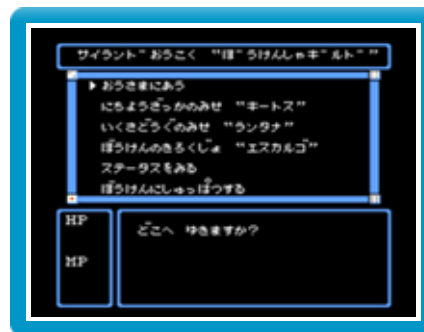 サイラントﾞおうこく "ぼうけんしゃギルドﾞ"
▶おうさまにあう
にちようざっかのみせ "キートス"
いくさどうぐのみせ "ランタナ"
ぼうけんのきろくじょ "エスカルゴ"
ステータスをみる
ぼうけんにしゅっぱつする
HP
どこへ ゆきますか?
MP